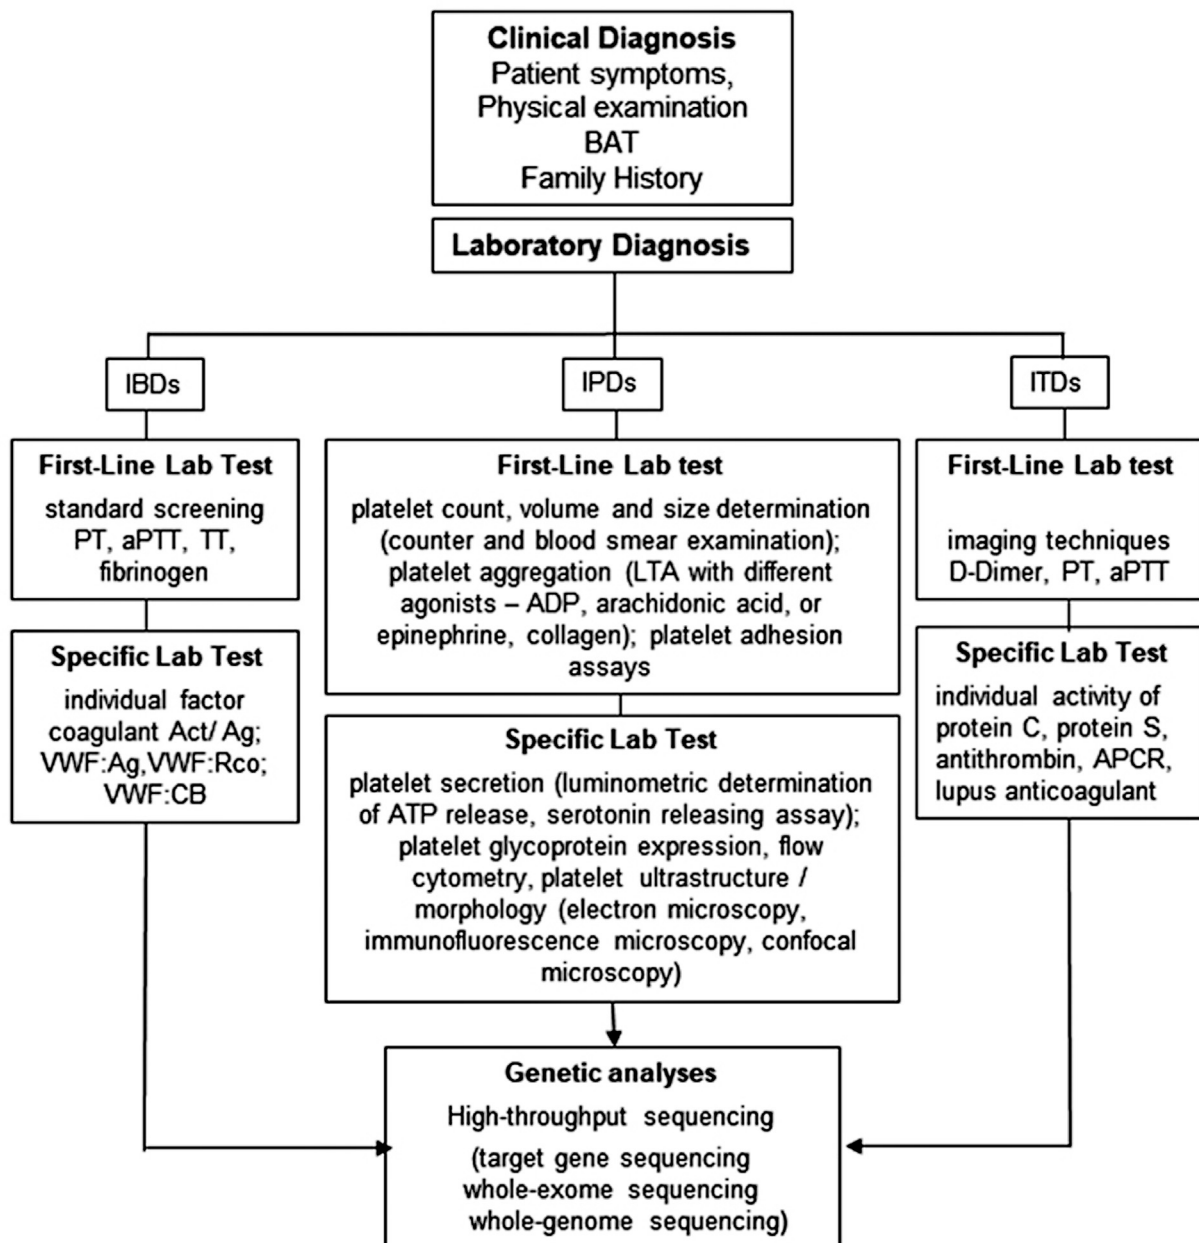 Clinical Diagnosis
Patient symptoms,
Physical examination
BAT
Family History
Laboratory Diagnosis
IBDs
IPDs
ITDs
First-Line Lab Test
standard screening
PT, aPTT, TT,
fibrinogen
Specific Lab Test
individual factor
coagulant Act/ Ag;
VWF:Ag,VWF:Rco;
VWF:CB
First-Line Lab test
platelet count, volume and size determination
(counter and blood smear examination);
platelet aggregation (LTA with different
agonists – ADP, arachidonic acid, or
epinephrine, collagen); platelet adhesion
assays
Specific Lab Test
platelet secretion (luminometric determination
of ATP release, serotonin releasing assay);
platelet glycoprotein expression, flow
cytometry, platelet ultrastructure /
morphology (electron microscopy,
immunofluorescence microscopy, confocal
microscopy)
First-Line Lab test
imaging techniques
D-Dimer, PT, aPTT
Specific Lab Test
individual activity of
protein C, protein S,
antithrombin, APCR,
lupus anticoagulant
Genetic analyses
High-throughput sequencing
(target gene sequencing
whole-exome sequencing
whole-genome sequencing)